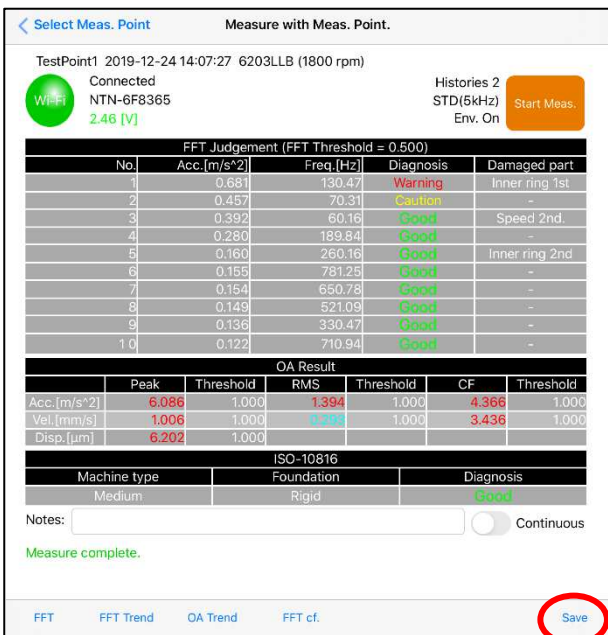 Select Meas. Point Measure with Meas. Point.
TestPoint1 2019-12-24 14:07:27 6203LLB (1800 rpm)
Wi-Fi Connected Histories 2
NTN-6F8365 STD(5kHz) Start Meas.
2.46 [V] Env. On
FFT Judgement (FFT Threshold = 0.500)
No. Acc.[m/s^2] Freq.[Hz] Diagnosis Damaged part
1 0.681 130.47 Warning Inner ring 1st
2 0.457 70.31 Caution -
3 0.392 60.16 Good Speed 2nd.
4 0.280 189.84 Good -
5 0.160 260.16 Good Inner ring 2nd
6 0.155 781.25 Good -
7 0.154 650.78 Good -
8 0.149 521.09 Good -
9 0.136 330.47 Good -
10 0.122 710.94 Good -
OA Result
Peak Threshold RMS Threshold CF Threshold
Acc.[m/s^2] 6.086 1.000 1.394 1.000 4.366 1.000
Vel.[mm/s] 1.006 1.000 1.000 3.436 1.000
Disp.[μm] 6.202 1.000
ISO-10816
Machine type Foundation Diagnosis
Medium Rigid Good
Notes: Continuous
Measure complete.
FFT FFT Trend OA Trend FFT cf. Save